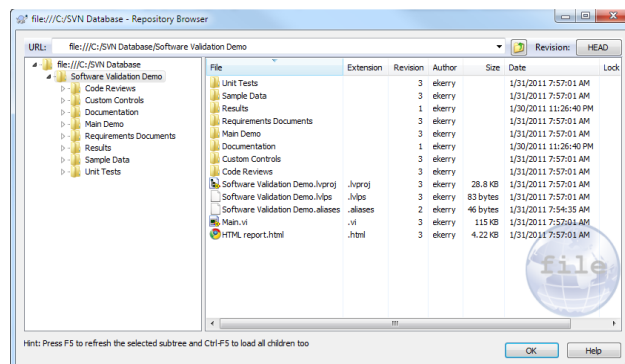 file:///C:/SVN Database - Repository Browser
URL: file:///C:/SVN Database/Software Validation Demo Revision: HEAD
file:///C:/SVN Database
Software Validation Demo
Code Reviews
Custom Controls
Documentation
Main Demo
Requirements Documents
Results
Sample Data
Unit Tests
File Extension Revision Author Size Date Lock
Unit Tests 3 ekerry 1/31/2011 7:57:01 AM
Sample Data 3 ekerry 1/31/2011 7:57:01 AM
Results 1 ekerry 1/30/2011 11:26:40 PM
Requirements Documents 3 ekerry 1/31/2011 7:57:01 AM
Main Demo 3 ekerry 1/31/2011 7:57:01 AM
Documentation 1 ekerry 1/30/2011 11:26:40 PM
Custom Controls 3 ekerry 1/31/2011 7:57:01 AM
Code Reviews 3 ekerry 1/31/2011 7:57:01 AM
Software Validation Demo.lvproj .lvproj 3 ekerry 28.8 KB 1/31/2011 7:57:01 AM
Software Validation Demo.lvlps .lvlps 3 ekerry 83 bytes 1/31/2011 7:57:01 AM
Software Validation Demo.aliases .aliases 2 ekerry 46 bytes 1/31/2011 7:54:35 AM
Main.vi .vi 3 ekerry 115 KB 1/31/2011 7:57:01 AM
HTML report.html .html 3 ekerry 4.22 KB 1/31/2011 7:57:01 AM
file
Hint: Press F5 to refresh the selected subtree and Ctrl-F5 to load all children too
OK Help